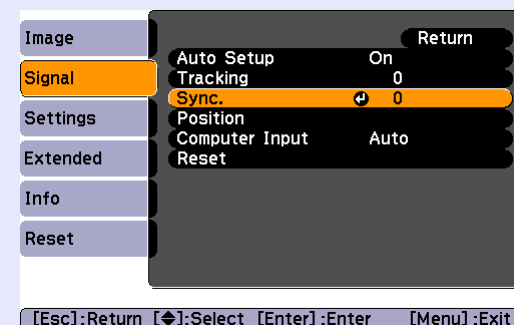 Image
Signal
Settings
Extended
Info
Reset
Return
Auto Setup On
Tracking 0
Sync. 0
Position
Computer Input Auto
Reset
[Esc]:Return [◆]:Select [Enter]:Enter [Menu]:Exit